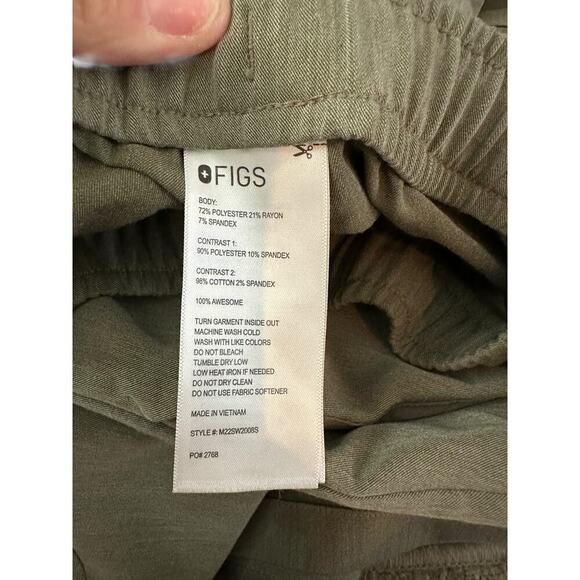 FIGS
BODY:
72% POLYESTER 21% RAYON
7% SPANDEX
CONTRAST 1:
90% POLYESTER 10% SPANDEX
CONTRAST 2:
98% COTTON 2% SPANDEX
100% AWESOME
TURN GARMENT INSIDE OUT
MACHINE WASH COLD
WASH WITH LIKE COLORS
DO NOT BLEACH
TUMBLE DRY LOW
LOW HEAT IRON IF NEEDED
DO NOT DRY CLEAN
DO NOT USE FABRIC SOFTENER
MADE IN VIETNAM
STYLE #: M22SW2008S
PO# 2768